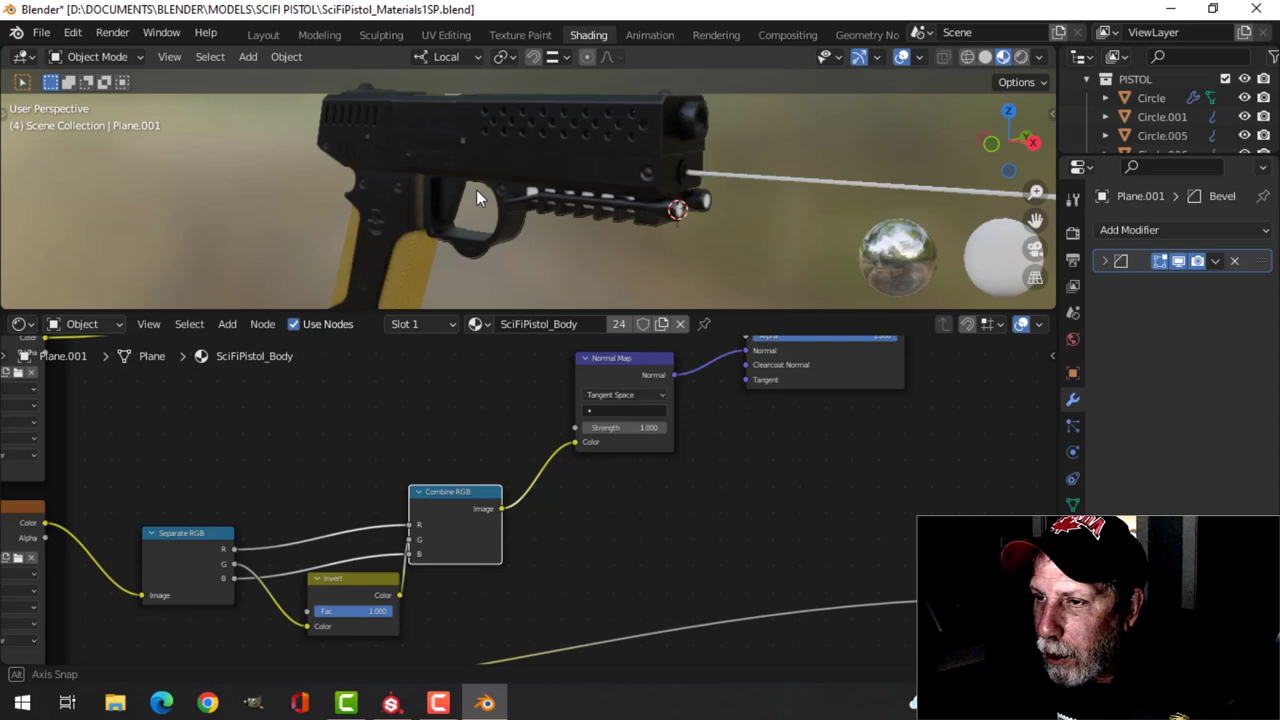 Blender* [D:\DOCUMENTS\BLENDER\MODELS\SCIFI PISTOL\SciFiPistol_Materials1SP.blend]
File Edit Render Window Help
Layout Modeling Sculpting UV Editing Texture Paint Shading Animation Rendering Compositing Geometry No
Scene
ViewLayer
Object Mode View Select Add Object Local
Options
User Perspective
(4) Scene Collection | Plane.001
Z
Y
X
PISTOL
Circle
Circle.001
Circle.005
Plane.001 Bevel
Add Modifier
Object View Select Add Node Use Nodes Slot 1 SciFiPistol_Body 24
Color
Plane.001 Plane SciFiPistol_Body
Normal Map
Normal
Tangent Space
Strength 1.000
Color
Normal
Clearcoat Normal
Tangent
Combine RGB
Image
R
G
B
Color
Alpha
Separate RGB
R
G
B
Image
Invert
Color
Fac 1.000
Color
Alt Axis Snap